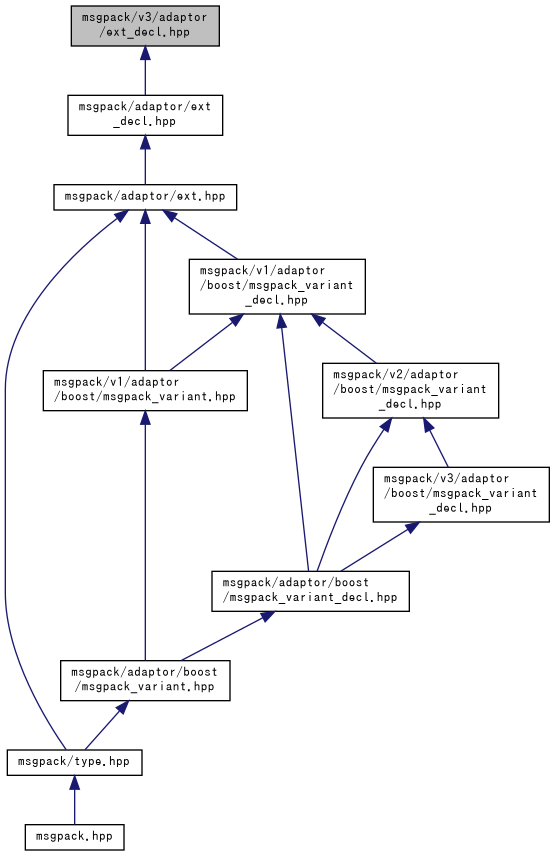 msgpack/v3/adaptor
/ext_decl.hpp
msgpack/adaptor/ext
_decl.hpp
msgpack/adaptor/ext.hpp
msgpack/v1/adaptor
/boost/msgpack_variant
_decl.hpp
msgpack/v1/adaptor
/boost/msgpack_variant.hpp
msgpack/v2/adaptor
/boost/msgpack_variant
_decl.hpp
msgpack/v3/adaptor
/boost/msgpack_variant
_decl.hpp
msgpack/adaptor/boost
/msgpack_variant_decl.hpp
msgpack/adaptor/boost
/msgpack_variant.hpp
msgpack/type.hpp
msgpack.hpp